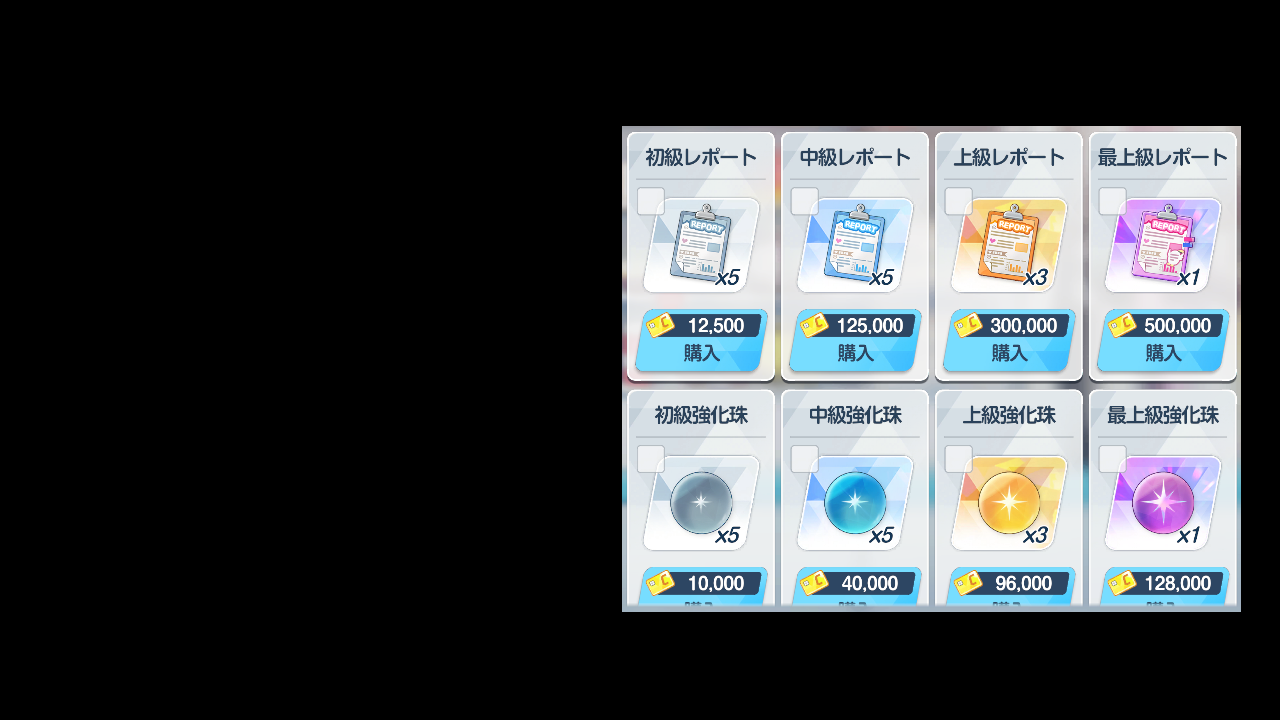 初級レポート
中級レポート
上級レポート
最上級レポート
REPORT
REPORT
REPORT
REPORT
x5
x5
x3
x1
12,500
125,000
300,000
500,000
購入
購入
購入
購入
初級強化珠
中級強化珠
上級強化珠
最上級強化珠
x5
x5
x3
x1
10,000
40,000
96,000
128,000